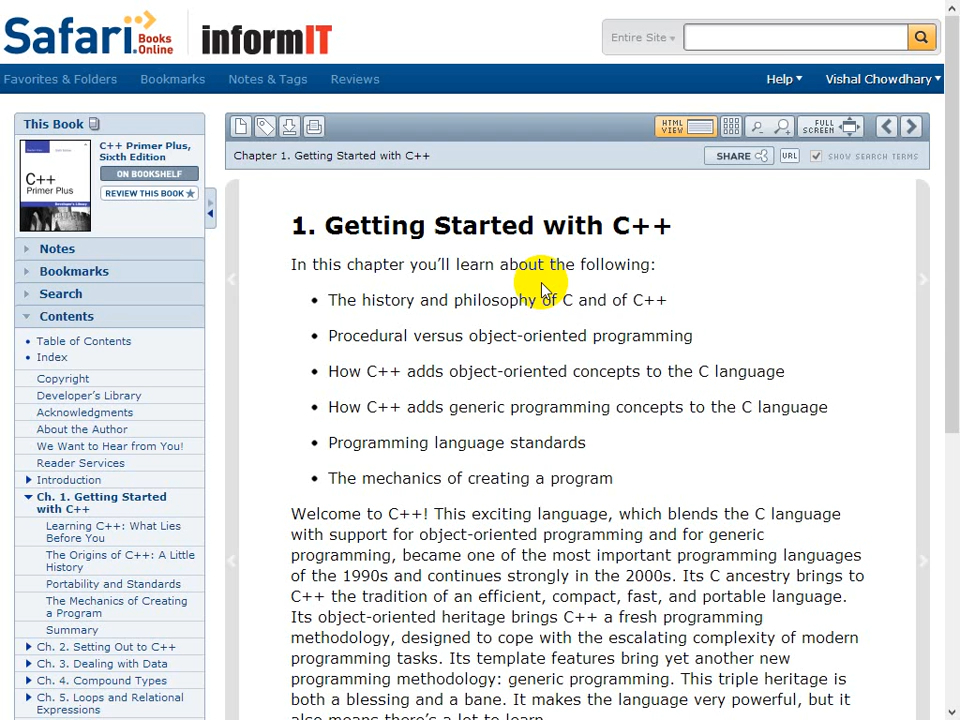 Safari Books Online
informIT
Entire Site
Favorites & Folders Bookmarks Notes & Tags Reviews Help Vishal Chowdhary
This Book
C++ Primer Plus,
Sixth Edition
ON BOOKSHELF
REVIEW THIS BOOK
C++
Primer Plus
Notes
Bookmarks
Search
Contents
Table of Contents
Index
Copyright
Developer's Library
Acknowledgments
About the Author
We Want to Hear from You!
Reader Services
Introduction
Ch. 1. Getting Started
with C++
Learning C++: What Lies
Before You
The Origins of C++: A Little
History
Portability and Standards
The Mechanics of Creating
a Program
Summary
Ch. 2. Setting Out to C++
Ch. 3. Dealing with Data
Ch. 4. Compound Types
Ch. 5. Loops and Relational
Expressions
HTML VIEW
FULL SCREEN
Chapter 1. Getting Started with C++
SHARE
URL
SHOW SEARCH TERMS
1. Getting Started with C++
In this chapter you'll learn about the following:
• The history and philosophy of C and of C++
• Procedural versus object-oriented programming
• How C++ adds object-oriented concepts to the C language
• How C++ adds generic programming concepts to the C language
• Programming language standards
• The mechanics of creating a program
Welcome to C++! This exciting language, which blends the C language
with support for object-oriented programming and for generic
programming, became one of the most important programming languages
of the 1990s and continues strongly in the 2000s. Its C ancestry brings to
C++ the tradition of an efficient, compact, fast, and portable language.
Its object-oriented heritage brings C++ a fresh programming
methodology, designed to cope with the escalating complexity of modern
programming tasks. Its template features bring yet another new
programming methodology: generic programming. This triple heritage is
both a blessing and a bane. It makes the language very powerful, but it
also means there's a lot to learn.